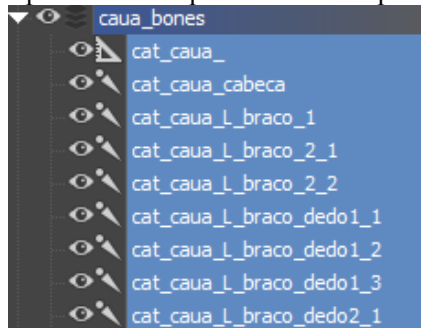 caua_bones
cat_caua_
cat_caua_cabeca
cat_caua_L_braco_1
cat_caua_L_braco_2_1
cat_caua_L_braco_2_2
cat_caua_L_braco_dedo1_1
cat_caua_L_braco_dedo1_2
cat_caua_L_braco_dedo1_3
cat_caua_L_braco_dedo2_1